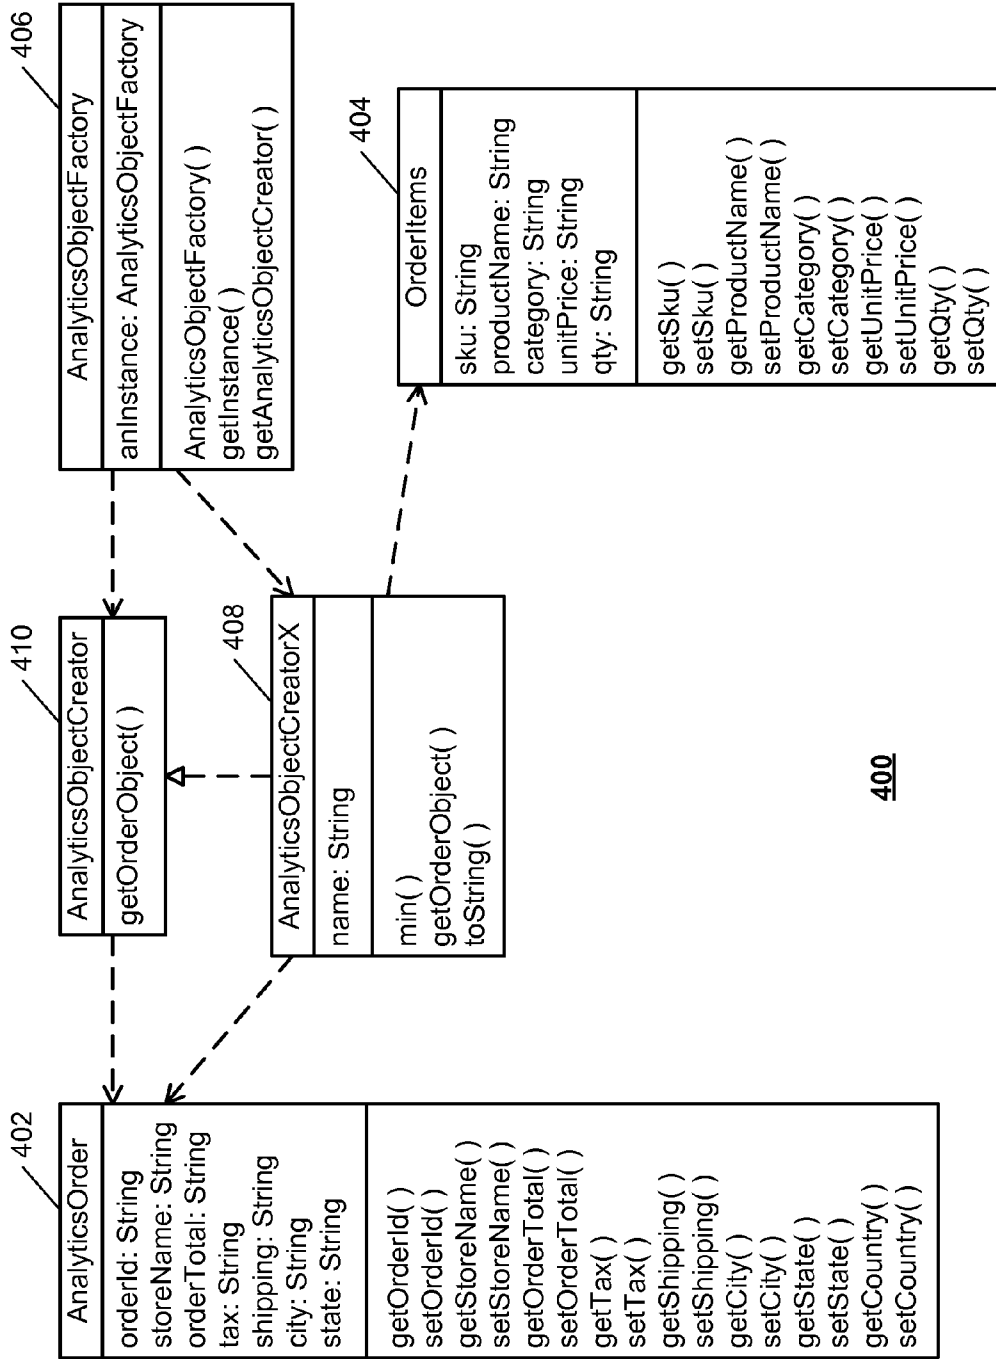 402
AnalyticsOrder
orderId: String
storeName: String
orderTotal: String
tax: String
shipping: String
city: String
state: String
getOrderId( )
setOrderId( )
getStoreName( )
setStoreName( )
getOrderTotal( )
setOrderTotal( )
getTax( )
setTax( )
getShipping( )
setShipping( )
getCity( )
setCity( )
getState( )
setState( )
getCountry( )
setCountry( )
410
AnalyticsObjectCreator
getOrderObject( )
408
AnalyticsObjectCreatorX
name: String
min( )
getOrderObject( )
toString( )
406
AnalyticsObjectFactory
anInstance: AnalyticsObjectFactory
AnalyticsObjectFactory( )
getInstance( )
getAnalyticsObjectCreator( )
404
OrderItems
sku: String
productName: String
category: String
unitPrice: String
qty: String
getSku( )
setSku( )
getProductName( )
setProductName( )
getCategory( )
setCategory( )
getUnitPrice( )
setUnitPrice( )
getQty( )
setQty( )
400